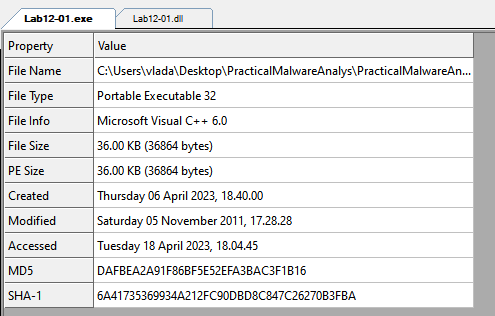 Lab12-01.exe Lab12-01.dll
Property Value
File Name C:\Users\vlada\Desktop\PracticalMalwareAnalys\PracticalMalwareAn...
File Type Portable Executable 32
File Info Microsoft Visual C++ 6.0
File Size 36.00 KB (36864 bytes)
PE Size 36.00 KB (36864 bytes)
Created Thursday 06 April 2023, 18.40.00
Modified Saturday 05 November 2011, 17.28.28
Accessed Tuesday 18 April 2023, 18.04.45
MD5 DAFBEA2A91F86BF5E52EFA3BAC3F1B16
SHA-1 6A41735369934A212FC90DBD8C847C26270B3FBA